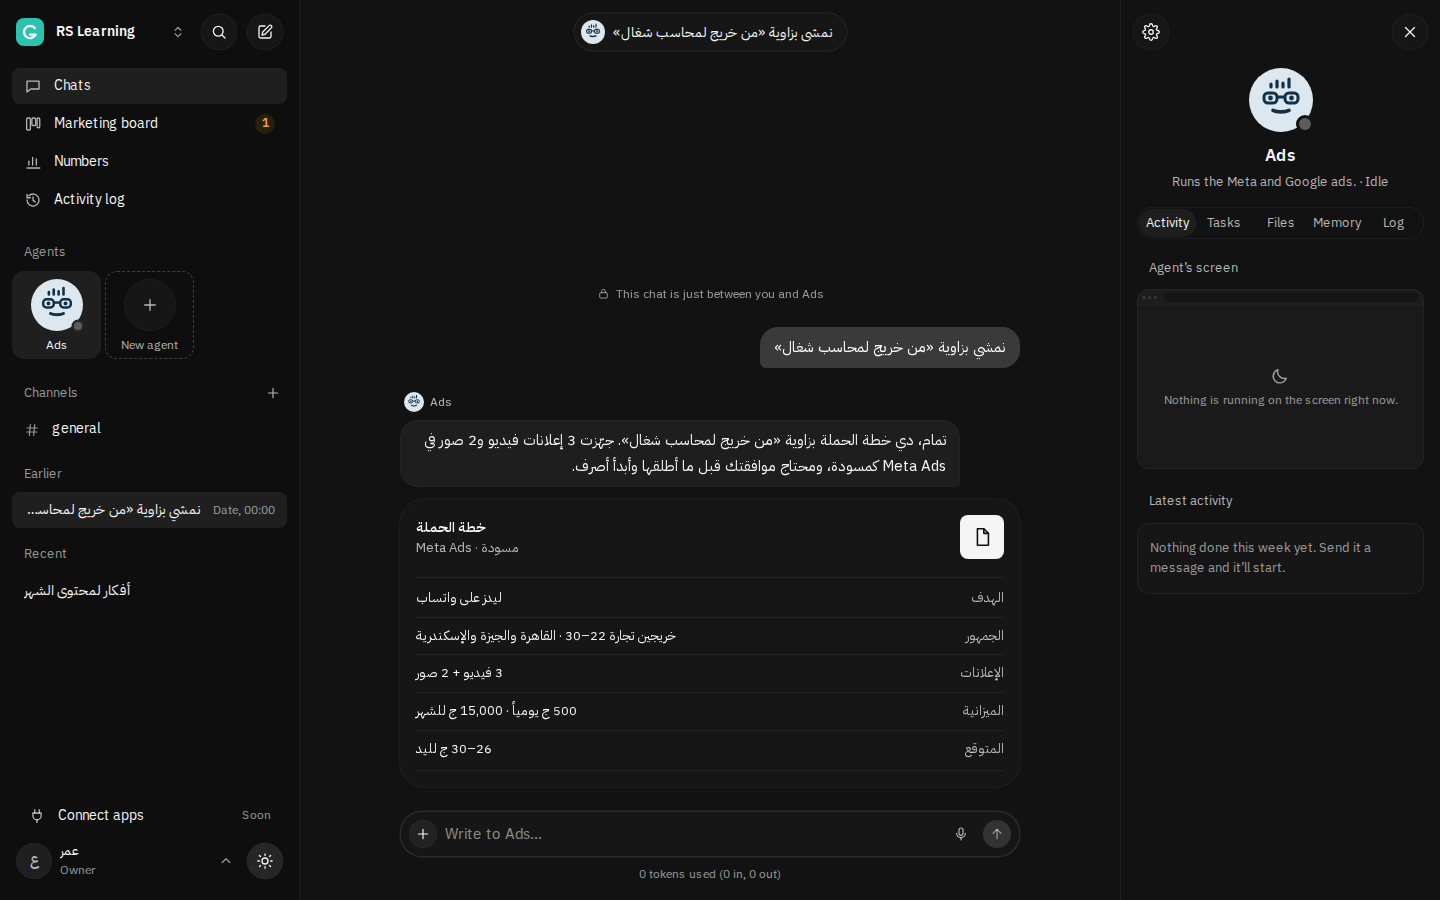 RS Learning
Chats
Marketing board
1
Numbers
Activity log
Agents
Ads
New agent
Channels
general
Earlier
نمشي بزاوية «من خريج لمحاسب...
Date, 00:00
Recent
أفكار لمحتوى الشهر
Connect apps
Soon
ع
عمر
Owner
نمشي بزاوية «من خريج لمحاسب شغال»
This chat is just between you and Ads
نمشي بزاوية «من خريج لمحاسب شغال»
Ads
تمام، دي خطة الحملة بزاوية «من خريج لمحاسب شغال». جهزت 3 إعلانات فيديو و2 صور في
Meta Ads كمسودة، ومحتاج موافقتك قبل ما أطلقها وأبدأ أصرف.
خطة الحملة
Meta Ads · مسودة
الهدف
ليدز على واتساب
الجمهور
خريجين تجارة 22–30 · القاهرة والجيزة والإسكندرية
الإعلانات
3 فيديو + 2 صور
الميزانية
500 ج يومياً · 15,000 ج للشهر
المتوقع
26–30 ج لليد
Write to Ads...
0 tokens used (0 in, 0 out)
Ads
Runs the Meta and Google ads. · Idle
Activity
Tasks
Files
Memory
Log
Agent's screen
Nothing is running on the screen right now.
Latest activity
Nothing done this week yet. Send it a
message and it'll start.